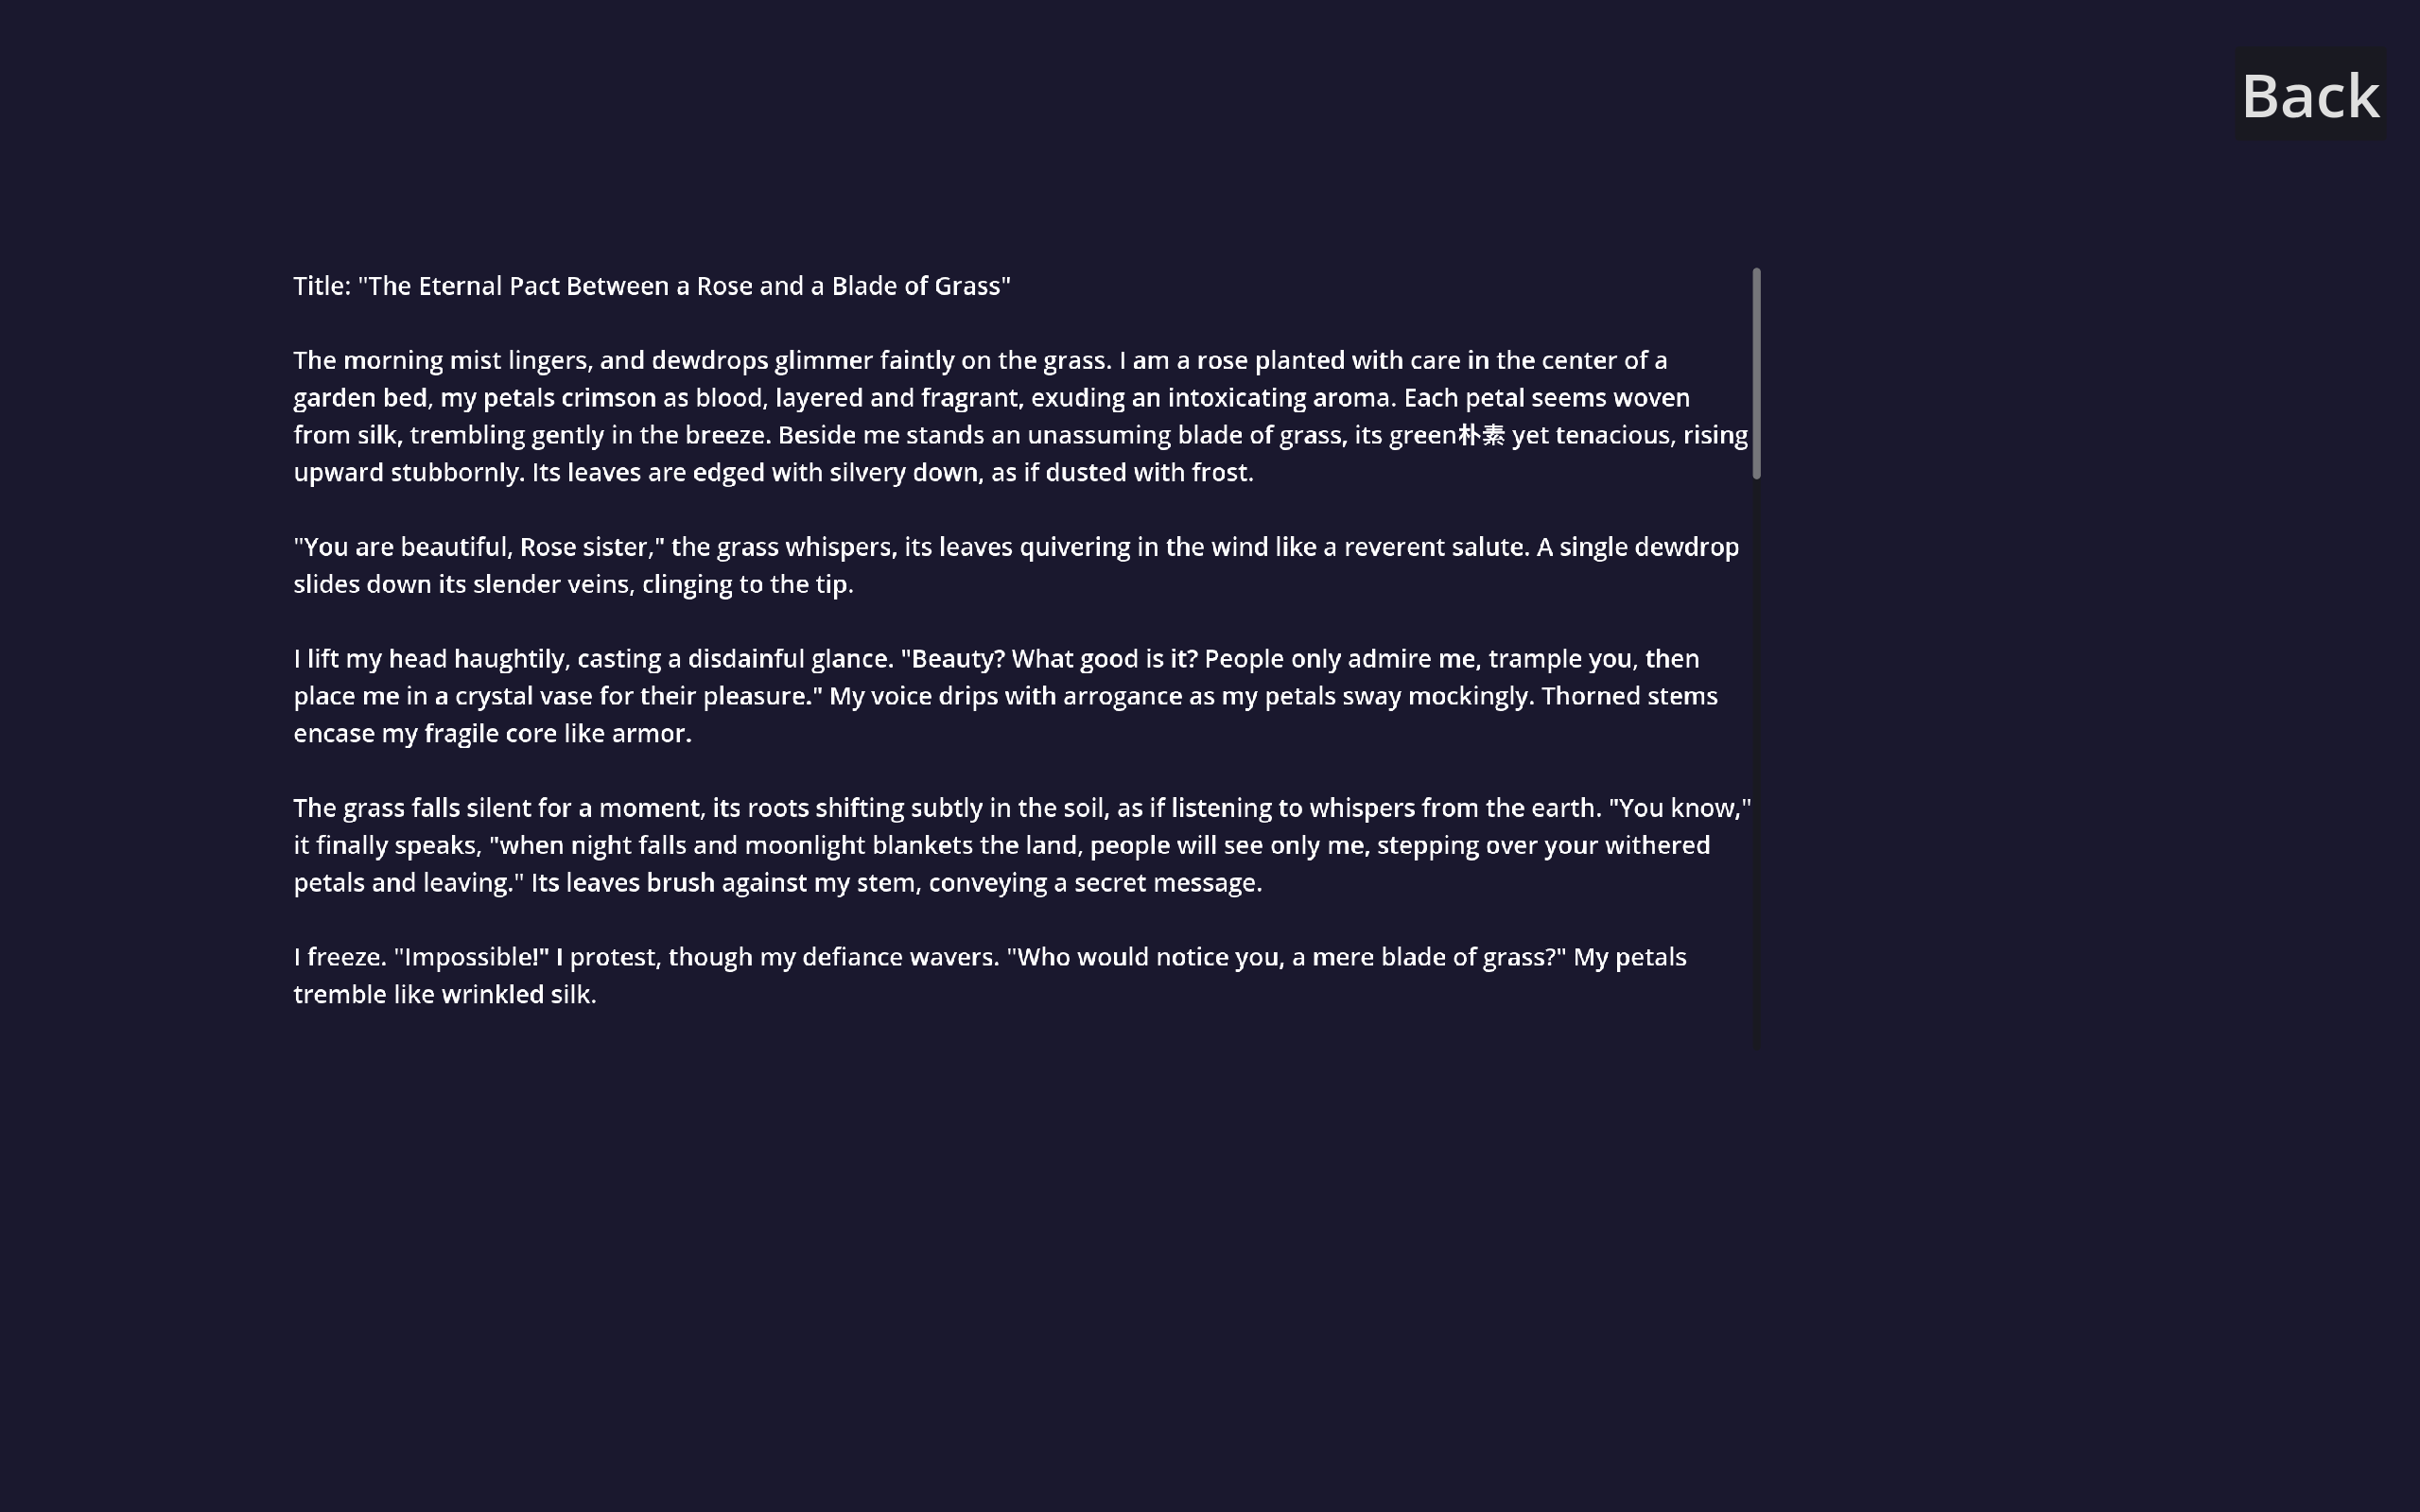 Back
Title: "The Eternal Pact Between a Rose and a Blade of Grass"
The morning mist lingers, and dewdrops glimmer faintly on the grass. I am a rose planted with care in the center of a
garden bed, my petals crimson as blood, layered and fragrant, exuding an intoxicating aroma. Each petal seems woven
from silk, trembling gently in the breeze. Beside me stands an unassuming blade of grass, its green朴素 yet tenacious, rising
upward stubbornly. Its leaves are edged with silvery down, as if dusted with frost.
"You are beautiful, Rose sister," the grass whispers, its leaves quivering in the wind like a reverent salute. A single dewdrop
slides down its slender veins, clinging to the tip.
I lift my head haughtily, casting a disdainful glance. "Beauty? What good is it? People only admire me, trample you, then
place me in a crystal vase for their pleasure." My voice drips with arrogance as my petals sway mockingly. Thorned stems
encase my fragile core like armor.
The grass falls silent for a moment, its roots shifting subtly in the soil, as if listening to whispers from the earth. "You know,"
it finally speaks, "when night falls and moonlight blankets the land, people will see only me, stepping over your withered
petals and leaving." Its leaves brush against my stem, conveying a secret message.
I freeze. "Impossible!" I protest, though my defiance wavers. "Who would notice you, a mere blade of grass?" My petals
tremble like wrinkled silk.